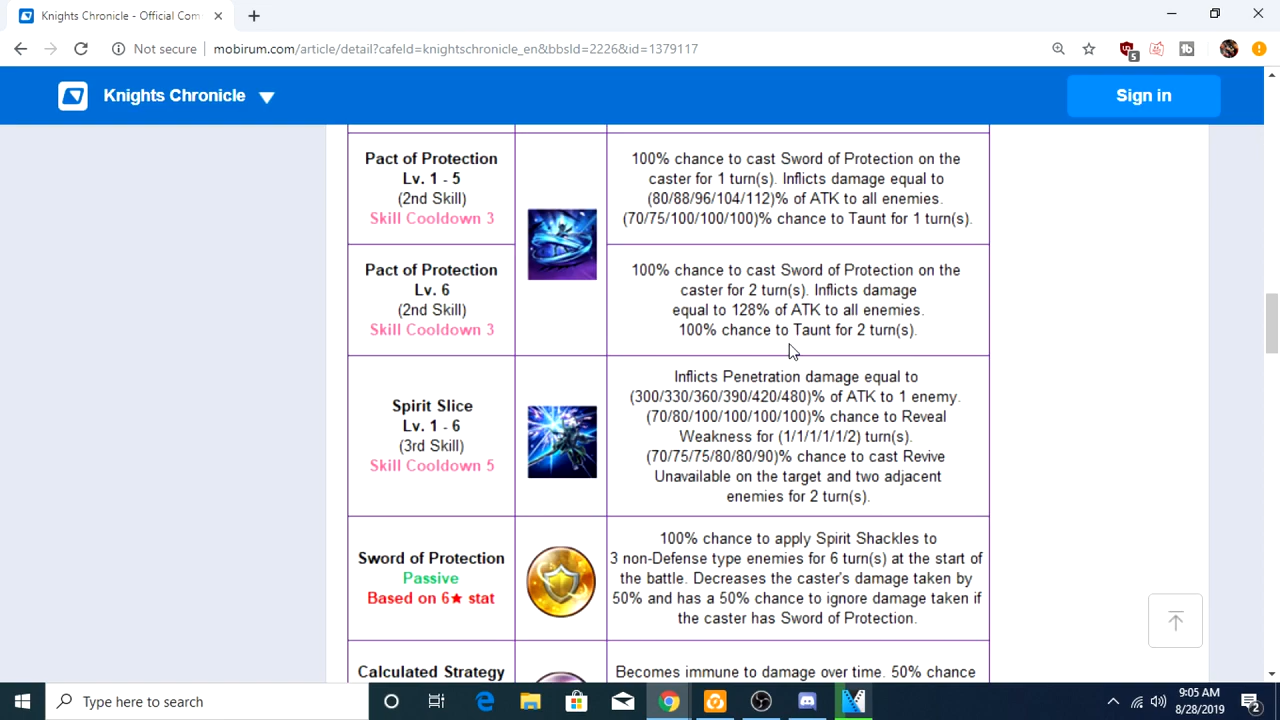 Knights Chronicle - Official Com
Not secure
mobirum.com/article/detail?cafeId=knightschronicle_en&bbsId=2226&id=1379117
5
Knights Chronicle
Sign in
Pact of Protection
Lv. 1 - 5
(2nd Skill)
Skill Cooldown 3
100% chance to cast Sword of Protection on the
caster for 1 turn(s). Inflicts damage equal to
(80/88/96/104/112)% of ATK to all enemies.
(70/75/100/100/100)% chance to Taunt for 1 turn(s).
Pact of Protection
Lv. 6
(2nd Skill)
Skill Cooldown 3
100% chance to cast Sword of Protection on the
caster for 2 turn(s). Inflicts damage
equal to 128% of ATK to all enemies.
100% chance to Taunt for 2 turn(s).
Spirit Slice
Lv. 1 - 6
(3rd Skill)
Skill Cooldown 5
Inflicts Penetration damage equal to
(300/330/360/390/420/480)% of ATK to 1 enemy.
(70/80/100/100/100/100)% chance to Reveal
Weakness for (1/1/1/1/1/2) turn(s).
(70/75/75/80/80/90)% chance to cast Revive
Unavailable on the target and two adjacent
enemies for 2 turn(s).
Sword of Protection
Passive
Based on 6★ stat
100% chance to apply Spirit Shackles to
3 non-Defense type enemies for 6 turn(s) at the start of
the battle. Decreases the caster's damage taken by
50% and has a 50% chance to ignore damage taken if
the caster has Sword of Protection.
Calculated Strategy
Becomes immune to damage over time. 50% chance
Type here to search
9:05 AM
8/28/2019
2